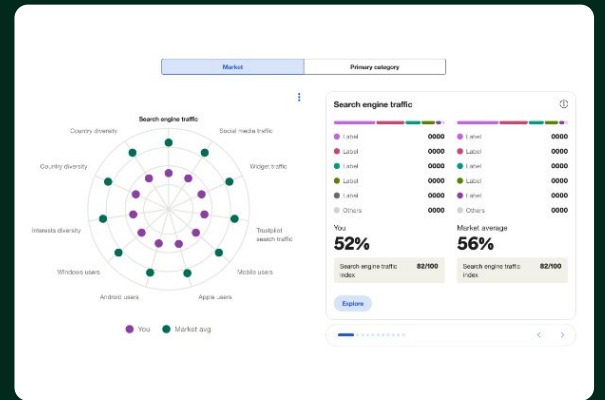 Market
Primary category
Search engine traffic
Country diversity
Social media traffic
Country diversity
Widget traffic
Interests diversity
Trustpilot
search traffic
Windows users
Mobile users
Android users
Apple users
You
Market avg
Search engine traffic
Label 0000
Label 0000
Label 0000
Label 0000
Label 0000
Others 0000
You
52%
Search engine traffic 82/100
index
Label 0000
Label 0000
Label 0000
Label 0000
Label 0000
Others 0000
Market average
56%
Search engine traffic 82/100
index
Explore